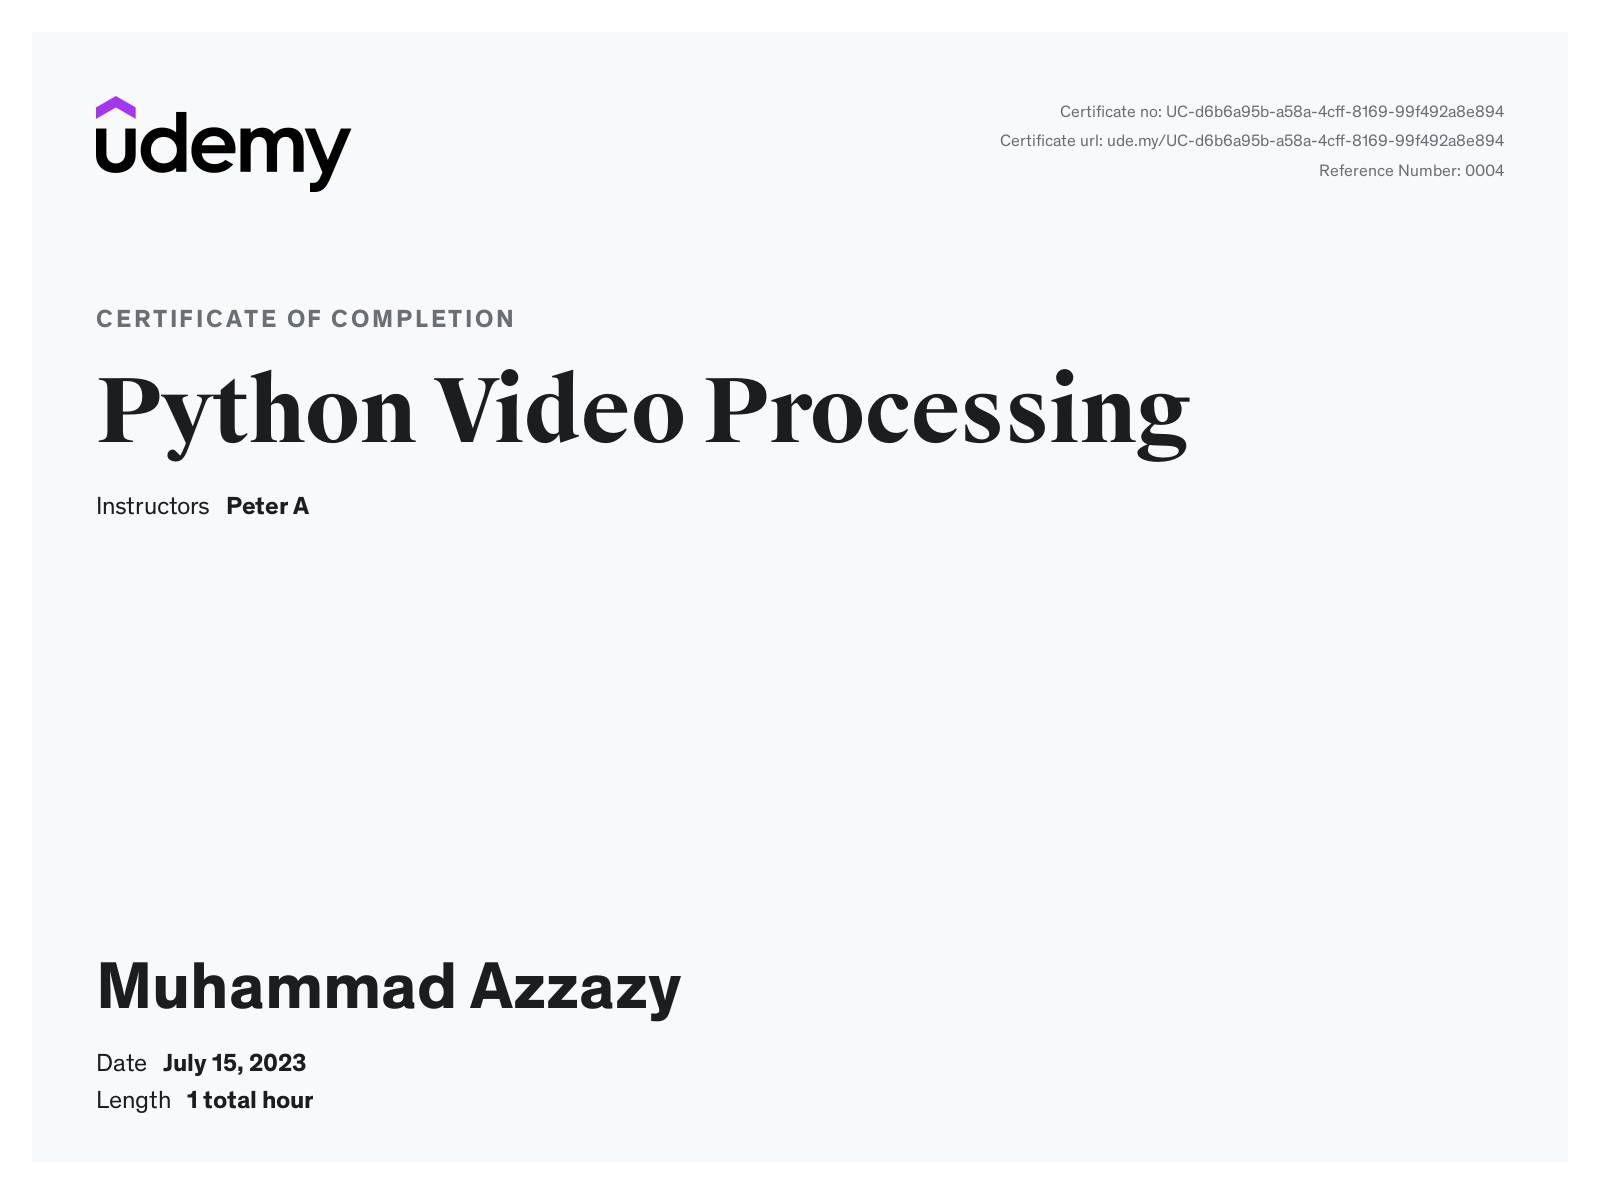 udemy
Certificate no: UC-d6b6a95b-a58a-4cff-8169-99f492a8e894
Certificate url: ude.my/UC-d6b6a95b-a58a-4cff-8169-99f492a8e894
Reference Number: 0004
CERTIFICATE OF COMPLETION
Python Video Processing
Instructors Peter A
Muhammad Azzazy
Date July 15, 2023
Length 1 total hour